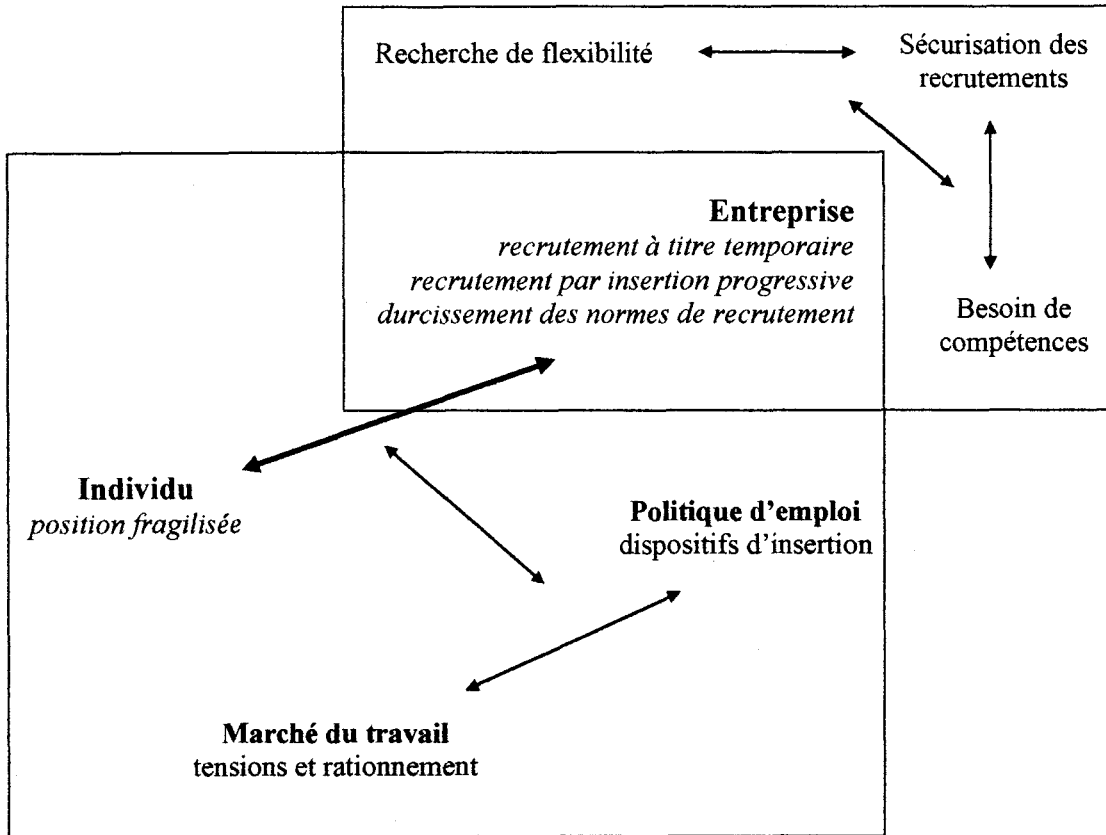 Recherche de flexibilité
Sécurisation des
recrutements
Entreprise
recrutement à titre temporaire
recrutement par insertion progressive
durcissement des normes de recrutement
Besoin de
compétences
Individu
position fragilisée
Politique d’emploi
dispositifs d’insertion
Marché du travail
tensions et rationnement